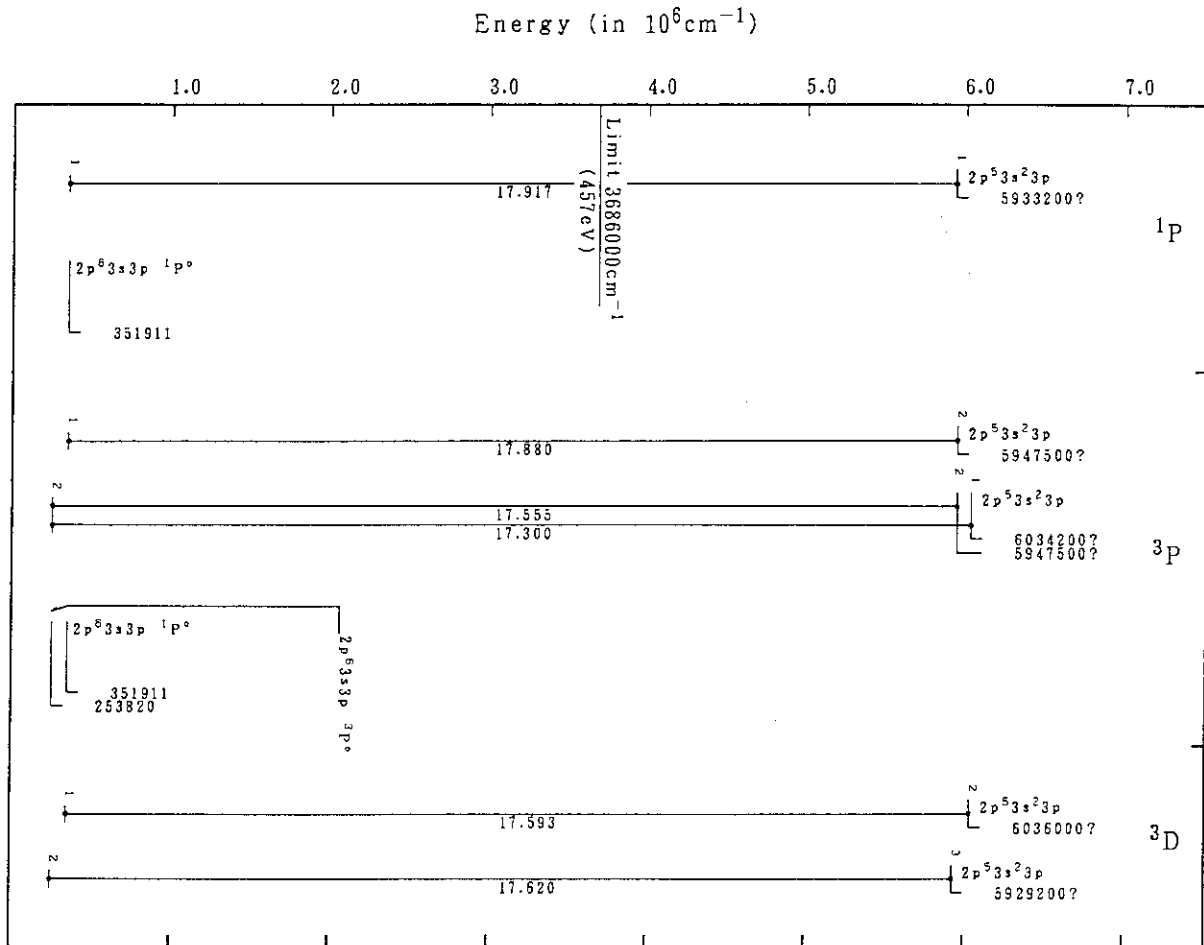 Energy (in 10⁶cm⁻¹)
1.0 2.0 3.0 4.0 5.0 6.0 7.0
Limit 3686000cm⁻¹
(457eV)
1
17.917
1
2p⁵3s²3p
5933200?
¹P
2p⁶3s3p ¹P°
351911
1
17.880
2
2p⁵3s²3p
5947500?
2
17.555
17.300
2
1
2p⁵3s²3p
6034200?
5947500?
³P
2p⁶3s3p ¹P°
351911
253820
2p⁶3s3p ³P°
1
17.593
2
2p⁵3s²3p
6036000?
³D
2
17.620
3
2p⁵3s²3p
5929200?